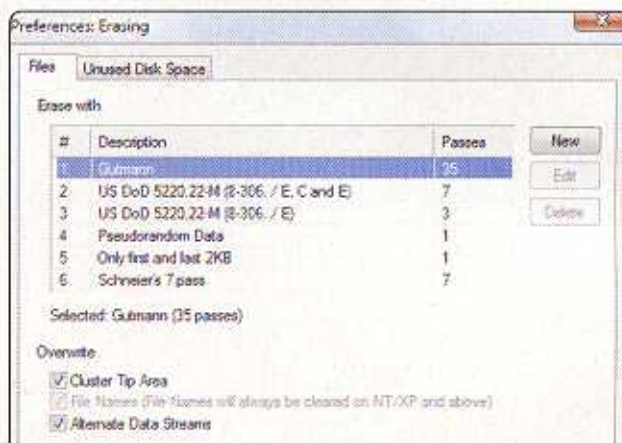 Preferences: Erasing
Files Unused Disk Space
Erase with
# Description Passes
1 Gutmann 35
2 US DoD 5220.22-M (8-306. / E, C and E) 7
3 US DoD 5220.22-M (8-306. / E) 3
4 Pseudorandom Data 1
5 Only first and last 2KB 1
6 Schneier's 7 pass 7
New
Edit
Delete
Selected: Gutmann (35 passes)
Overwrite
Cluster Tip Area
File Names (File Names will always be cleared on NT/XP and above)
Alternate Data Streams